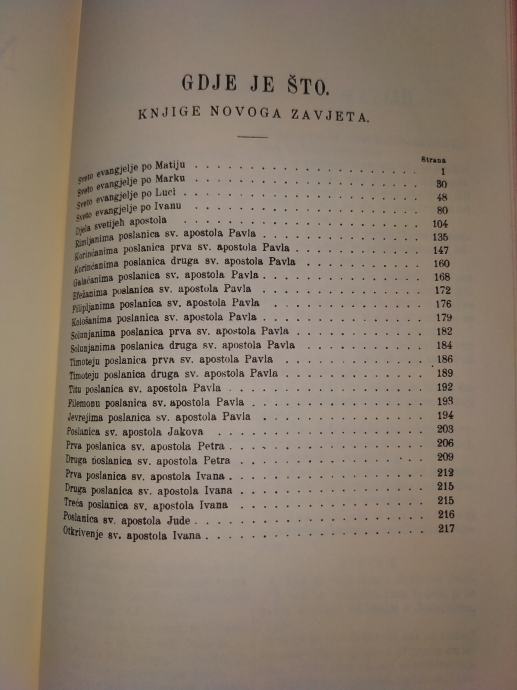 GDJE JE ŠTO.
KNJIGE NOVOGA ZAVJETA.
Strana
Sveto evangjelje po Matiju . . . . . . . . . . . . . . . . 1
Sveto evangjelje po Marku . . . . . . . . . . . . . . . . 30
Sveto evangjelje po Luci . . . . . . . . . . . . . . . . 48
Sveto evangjelje po Ivanu . . . . . . . . . . . . . . . . 80
Djela svetijeh apostola . . . . . . . . . . . . . . . . 104
Rimljanima poslanica sv. apostola Pavla . . . . . . . . . . . 135
Korinćanima poslanica prva sv. apostola Pavla . . . . . . . . . 147
Korinćanima poslanica druga sv. apostola Pavla . . . . . . . . . 160
Galaćanima poslanica sv. apostola Pavla . . . . . . . . . . . 168
Efežanima poslanica sv. apostola Pavla . . . . . . . . . . . 172
Filipljanima poslanica sv. apostola Pavla . . . . . . . . . . . 176
Kološanima poslanica sv. apostola Pavla . . . . . . . . . . . 179
Solunjanima poslanica prva sv. apostola Pavla . . . . . . . . . 182
Solunjanima poslanica druga sv. apostola Pavla . . . . . . . . . 184
Timoteju poslanica prva sv. apostola Pavla . . . . . . . . . . 186
Timoteju poslanica druga sv. apostola Pavla . . . . . . . . . . 189
Titu poslanica sv. apostola Pavla . . . . . . . . . . . . . 192
Filemonu poslanica sv. apostola Pavla . . . . . . . . . . . . 193
Jevrejima poslanica sv. apostola Pavla . . . . . . . . . . . . 194
Poslanica sv. apostola Jakova . . . . . . . . . . . . . . 203
Prva poslanica sv. apostola Petra . . . . . . . . . . . . . 206
Druga poslanica sv. apostola Petra . . . . . . . . . . . . . 209
Prva poslanica sv. apostola Ivana . . . . . . . . . . . . . 212
Druga poslanica sv. apostola Ivana . . . . . . . . . . . . . 215
Treća poslanica sv. apostola Ivana . . . . . . . . . . . . . 215
Poslanica sv. apostola Jude . . . . . . . . . . . . . . . 216
Otkrivenje sv. apostola Ivana . . . . . . . . . . . . . . 217